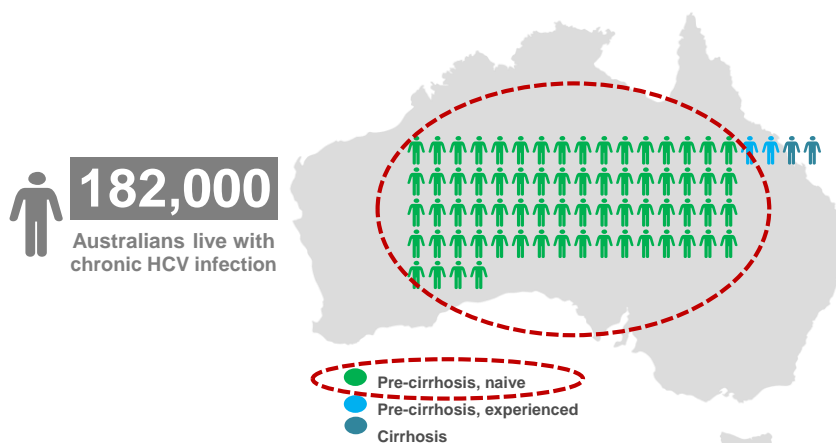 182,000
Australians live with
chronic HCV infection
Pre-cirrhosis, naive
Pre-cirrhosis, experienced
Cirrhosis